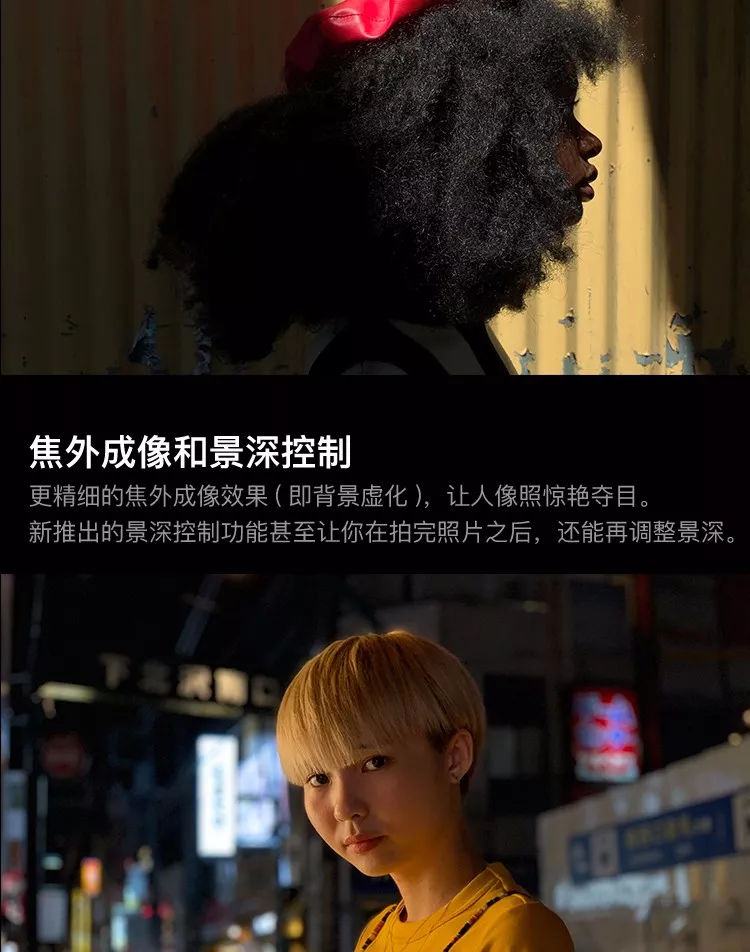 焦外成像和景深控制
更精细的焦外成像效果 ( 即背景虚化 )，让人像照惊艳夺目。
新推出的景深控制功能甚至让你在拍完照片之后，还能再调整景深。